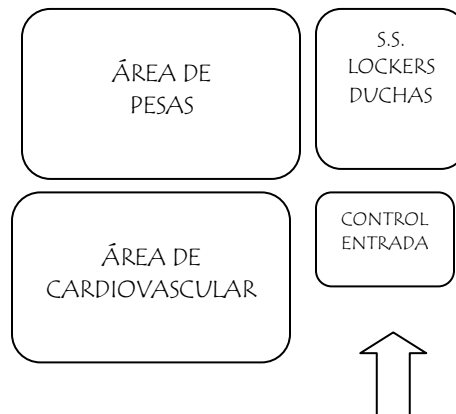 ÁREA DE
PESAS
S.S.
LOCKERS
DUCHAS
ÁREA DE
CARDIOVASCULAR
CONTROL
ENTRADA